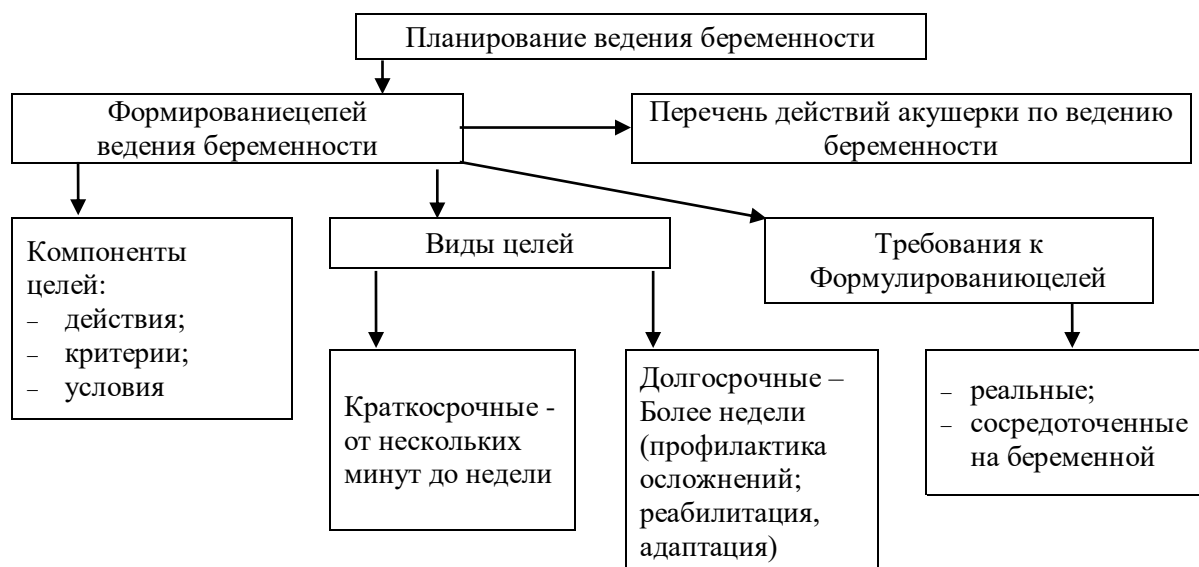 Планирование ведения беременности
Формированиецепей
ведения беременности
Перечень действий акушерки по ведению
беременности
Компоненты
целей:
– действия;
– критерии;
– условия
Виды целей
Требования к
Формулированиюцелей
Краткосрочные -
от нескольких
минут до недели
Долгосрочные –
Более недели
(профилактика
осложнений;
реабилитация,
адаптация)
– реальные;
– сосредоточенные
на беременной